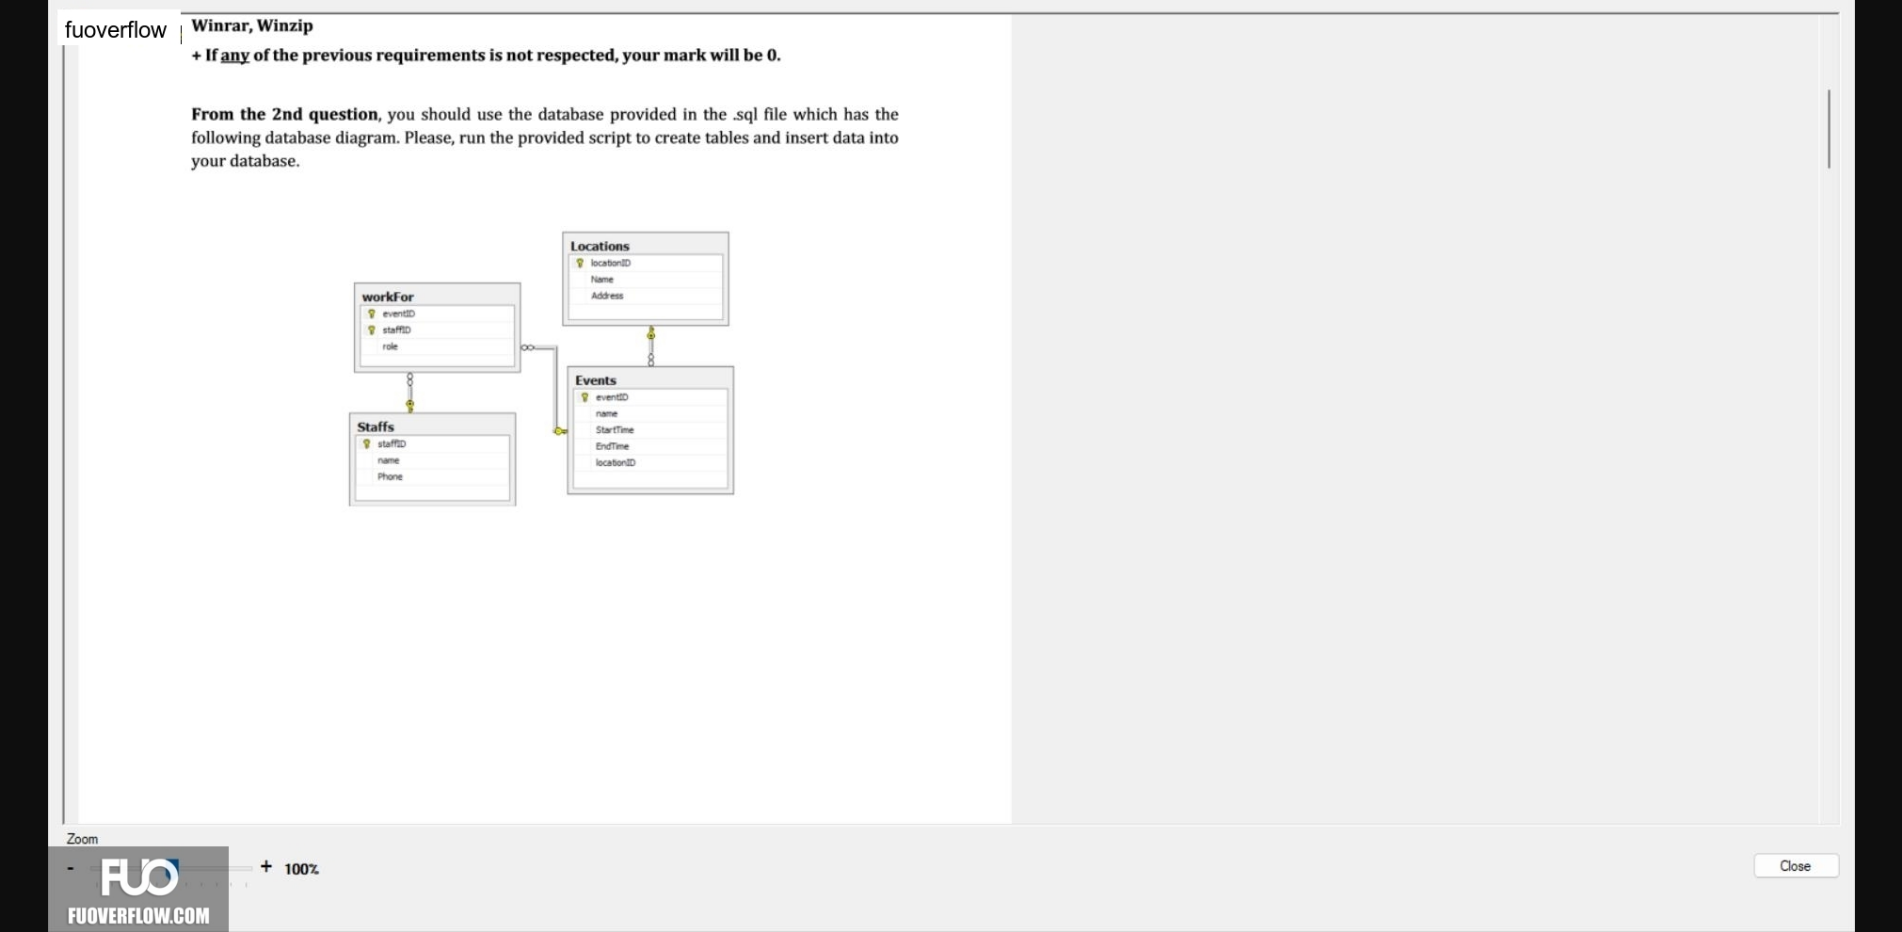 fuoverflow
Winrar, Winzip
+ If any of the previous requirements is not respected, your mark will be 0.
From the 2nd question, you should use the database provided in the .sql file which has the
following database diagram. Please, run the provided script to create tables and insert data into
your database.
Locations
locationID
Name
Address
workFor
eventID
staffID
role
Events
eventID
name
StartTime
EndTime
locationID
Staffs
staffID
name
Phone
Zoom
- + 100%
Close
FUO
FUOVERFLOW.COM